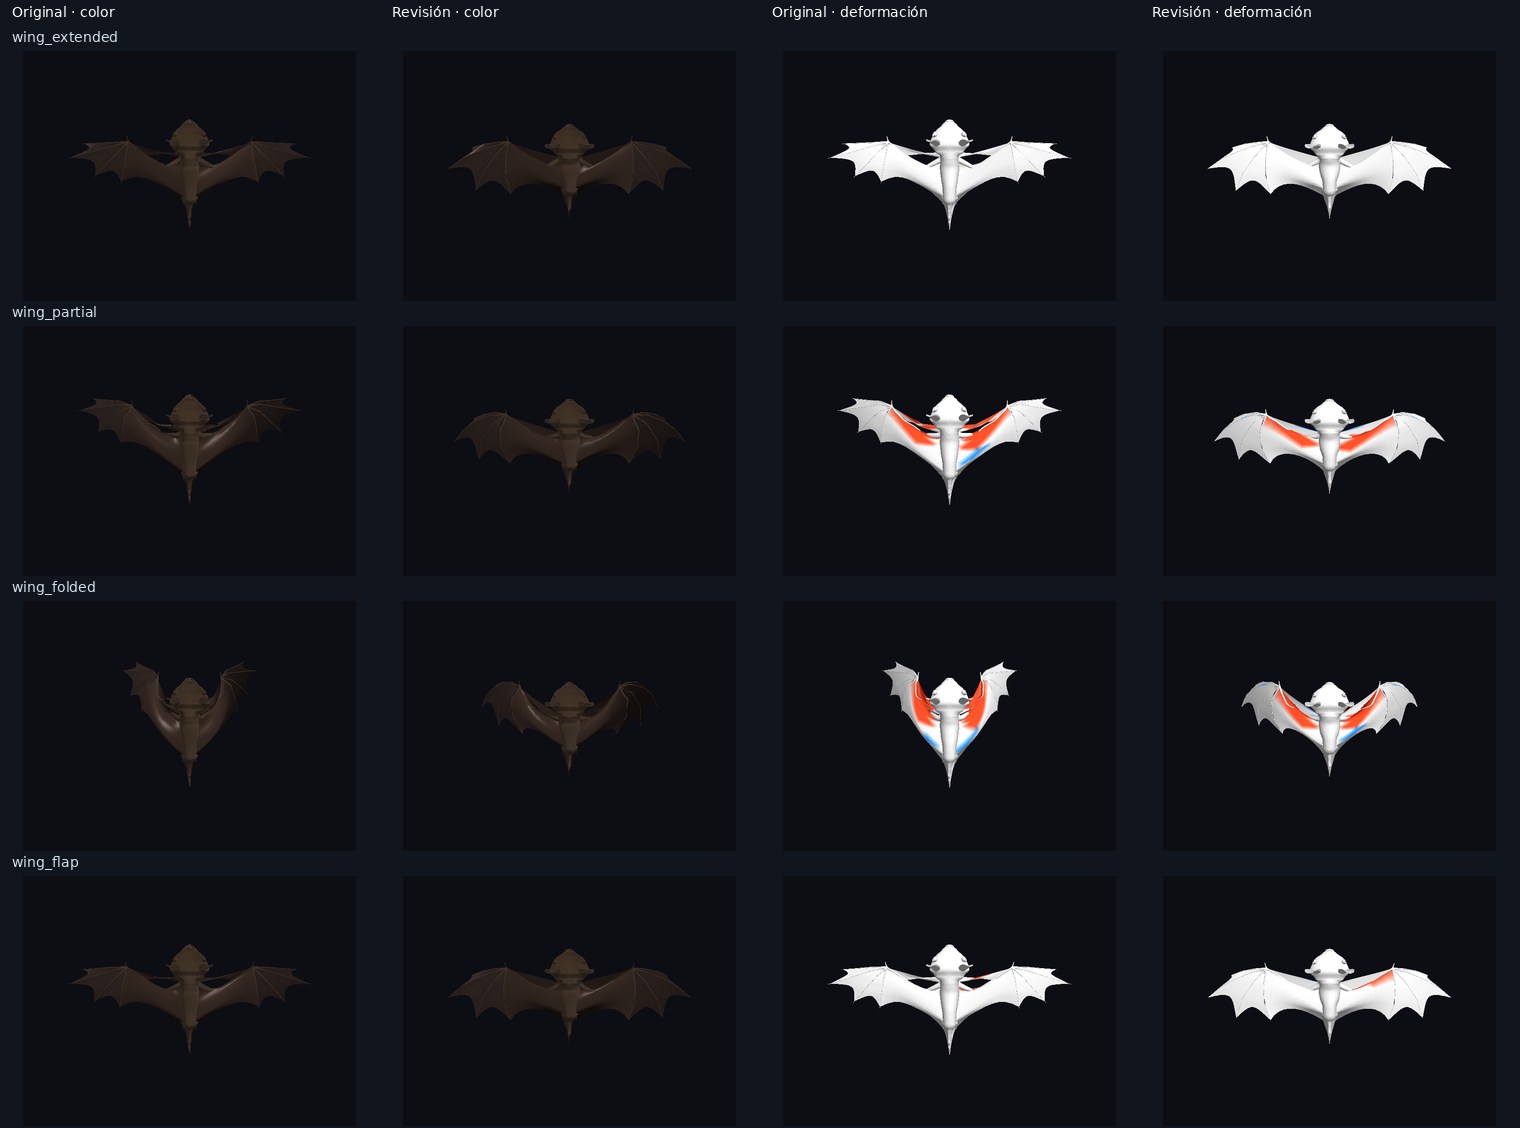 Original · color
Revisión · color
Original · deformación
Revisión · deformación
wing_extended
wing_partial
wing_folded
wing_flap